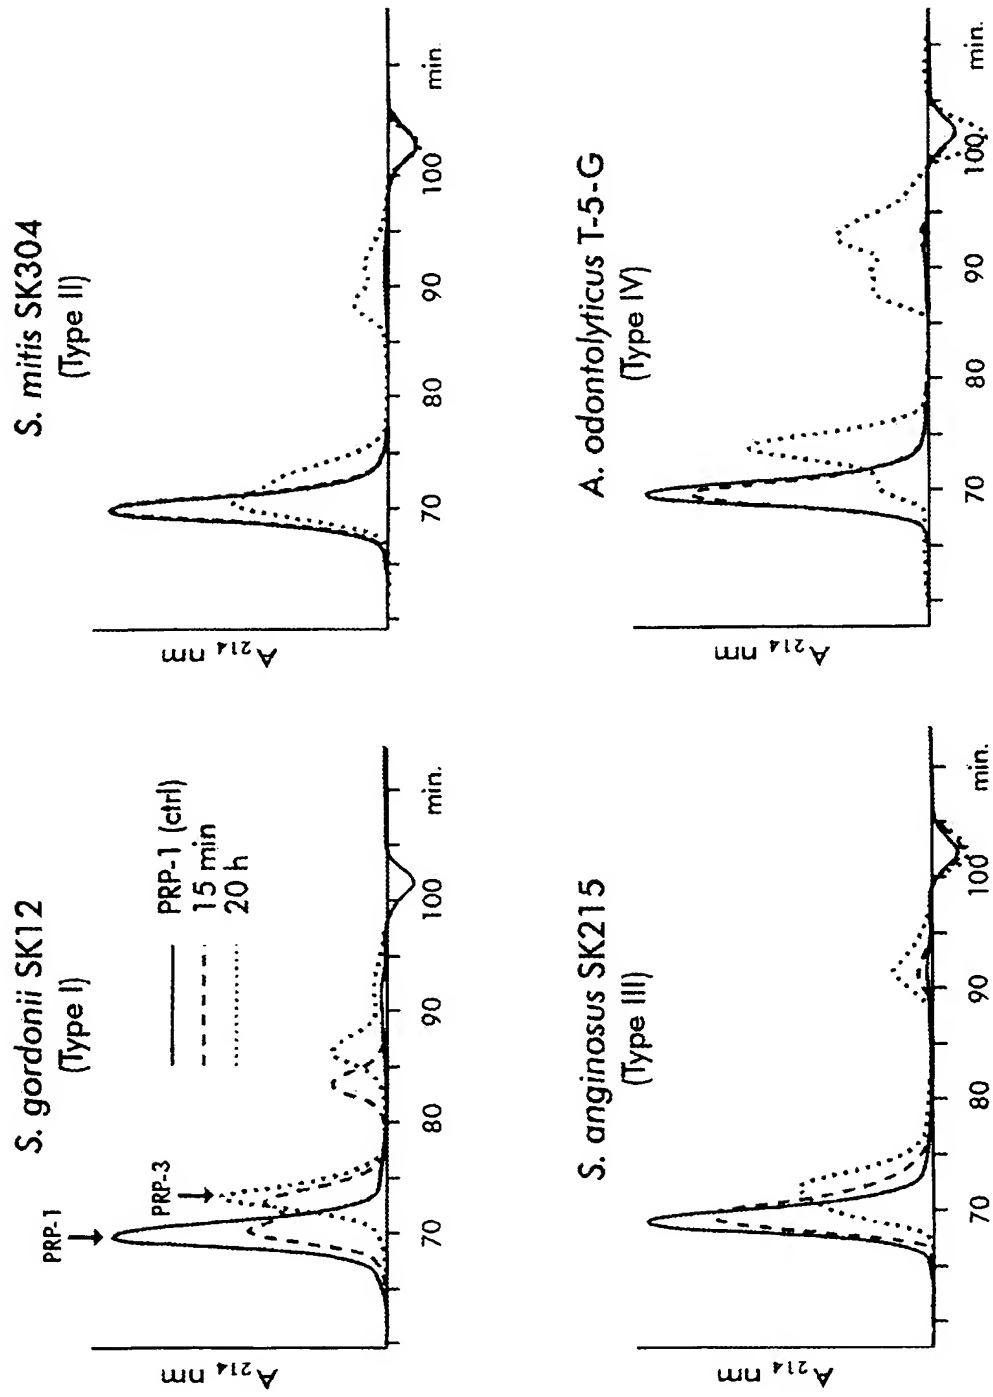 S. gordonii SK12
(Type I)
PRP-1
PRP-3
PRP-1 (ctrl)
15 min
20 h
A214 nm
70 80 90 100 min.
S. mitis SK304
(Type II)
A214 nm
70 80 90 100 min.
S. anginosus SK215
(Type III)
A214 nm
70 80 90 100 min.
A. odontolyticus T-5-G
(Type IV)
A214 nm
70 80 90 100 min.